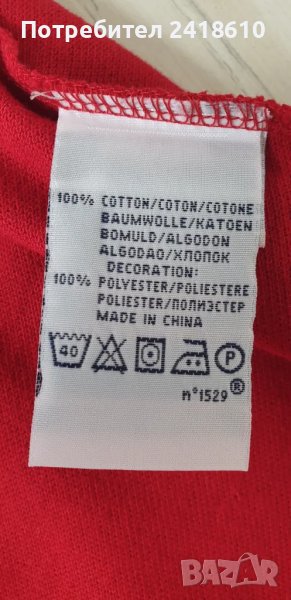 Потребител 2418610
100% COTTON/COTON/COTONE
BAUMWOLLE/KATOEN
BOMULD/ALGODON
ALGODAO/ХЛОПОК
DECORATION:
100% POLYESTER/POLIESTERE
POLIESTER/ПОЛИЭСТЕР
MADE IN CHINA
40 P
n°1529 ®
BAZAR